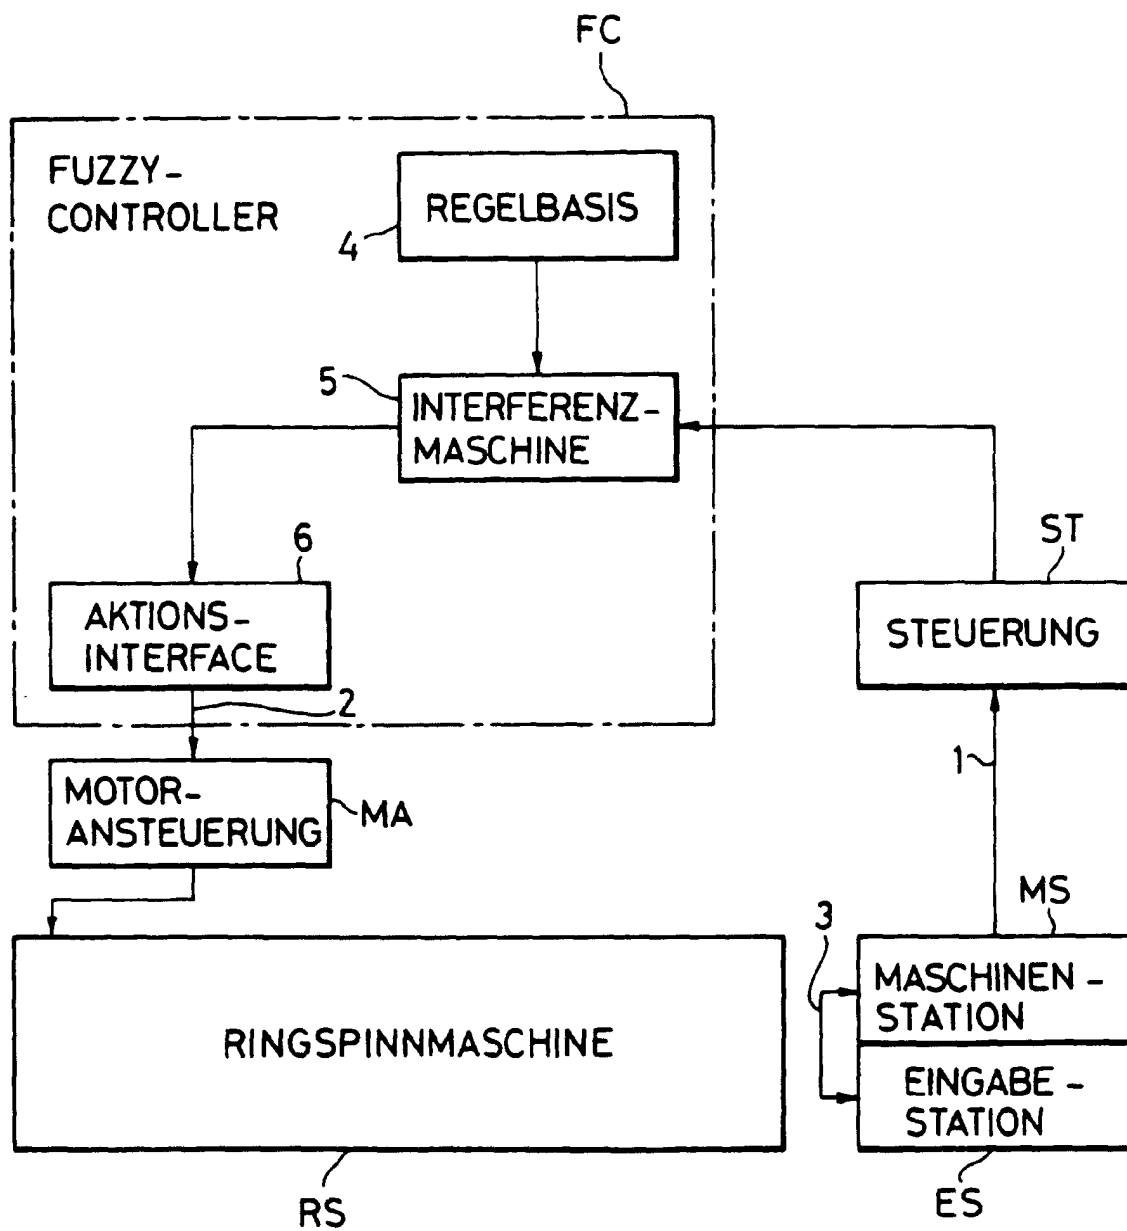 FC
FUZZY-
CONTROLLER
REGELBASIS
4
5
INTERFERENZ-
MASCHINE
6
AKTIONS-
INTERFACE
2
ST
STEUERUNG
MOTOR-
ANSTEUERUNG
MA
1
MS
3
MASCHINEN-
STATION
RINGSPINNMASCHINE
EINGABE-
STATION
RS
ES